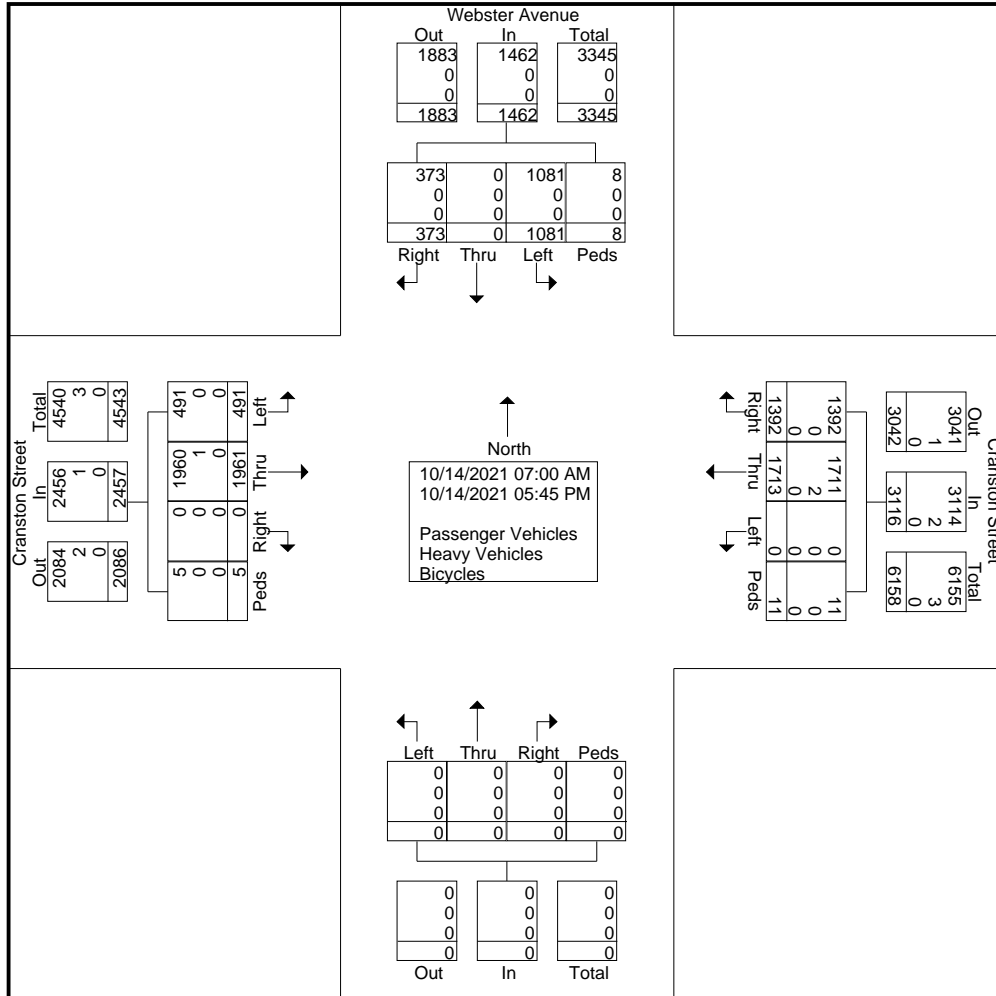 Webster Avenue
Out In Total
1883 1462 3345
0 0 0
0 0 0
1883 1462 3345
373 0 1081 8
0 0 0 0
0 0 0 0
373 0 1081 8
Right Thru Left Peds
Cranston Street
Total In Out
4540 2456 2084
3 1 2
0 0 0
4543 2457 2086
491 1960 0 5
0 1 0 0
0 0 0 0
491 1961 0 5
Left Thru Right Peds
North
10/14/2021 07:00 AM
10/14/2021 05:45 PM
Passenger Vehicles
Heavy Vehicles
Bicycles
Right Thru Left Peds
1392 1711 0 11
0 2 0 0
0 0 0 0
1392 1713 0 11
Cranston Street
Out In Total
3041 3114 6155
1 2 3
0 0 0
3042 3116 6158
Left Thru Right Peds
0 0 0 0
0 0 0 0
0 0 0 0
0 0 0 0
0 0 0
0 0 0
0 0 0
0 0 0
Out In Total